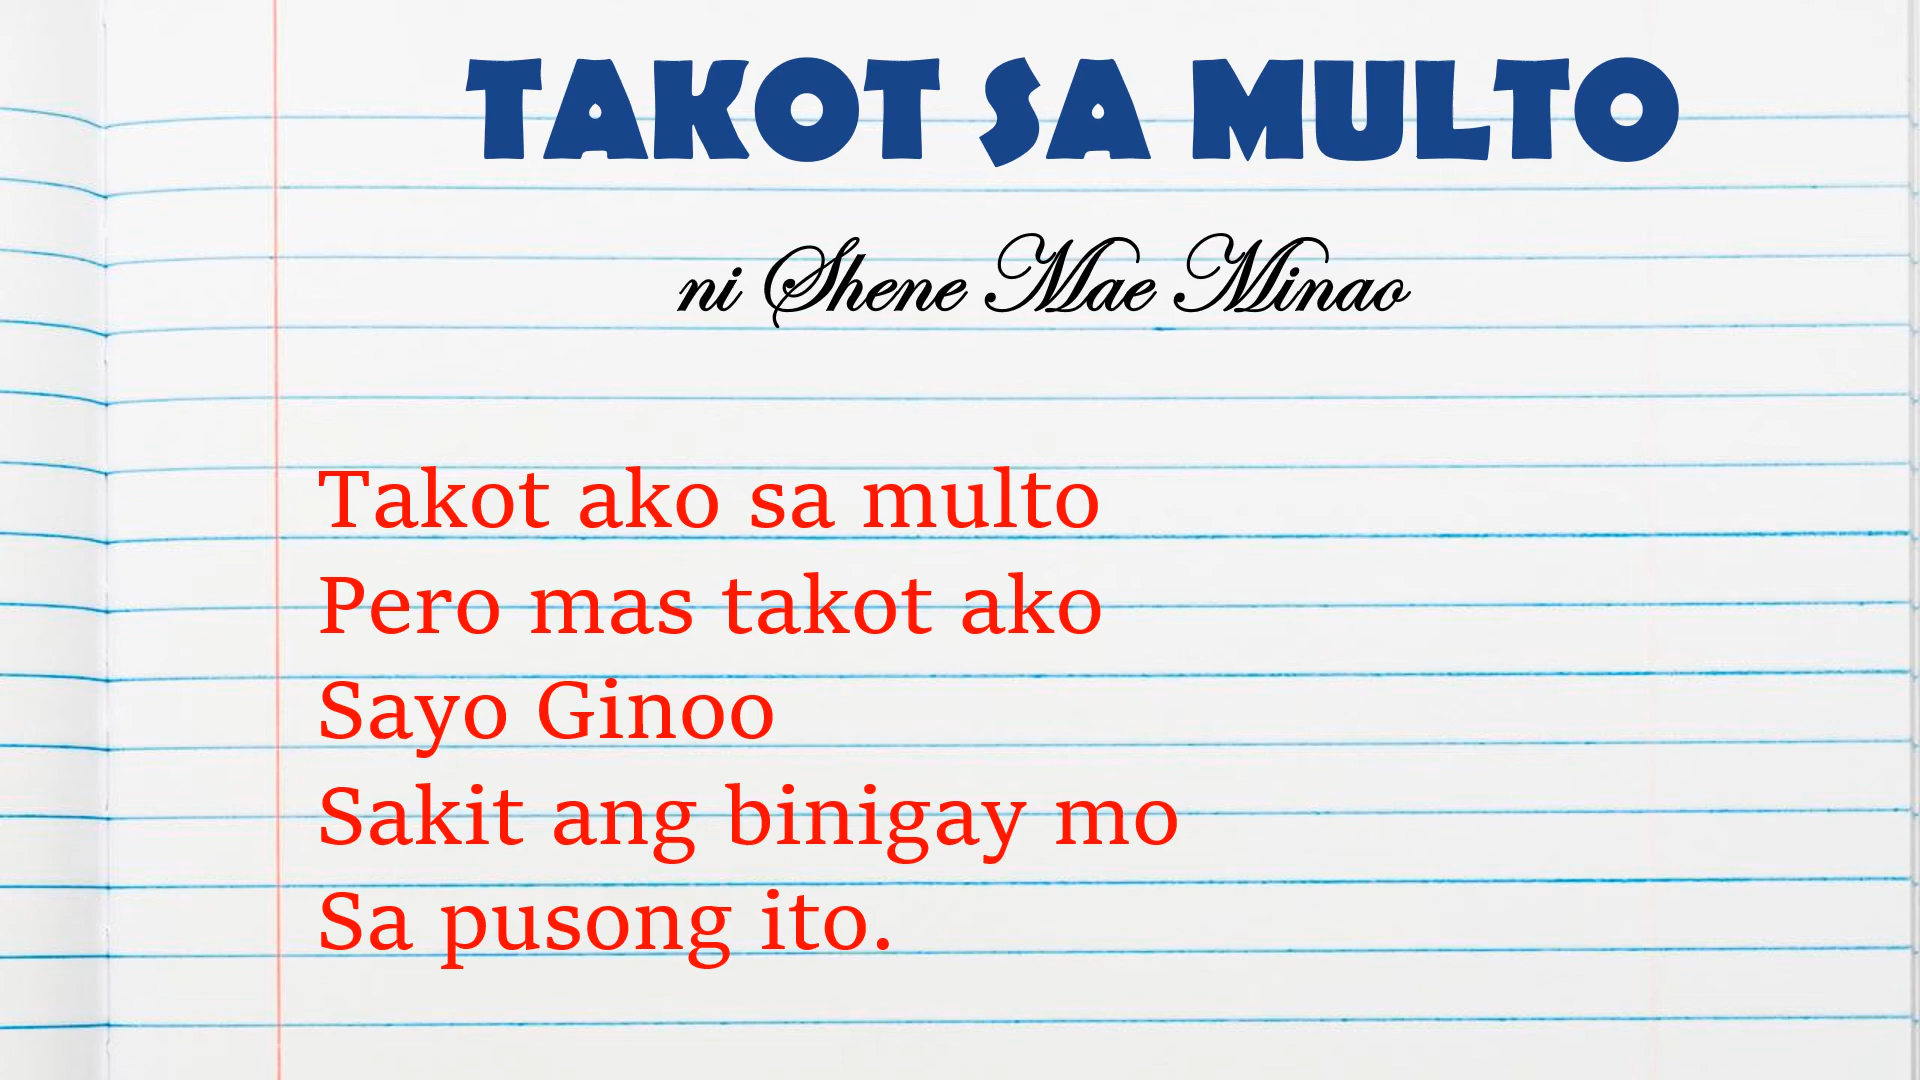 TAKOT SA MULTO
ni Shene Mae Minao
Takot ako sa multo
Pero mas takot ako
Sayo Ginoo
Sakit ang binigay mo
Sa pusong ito.